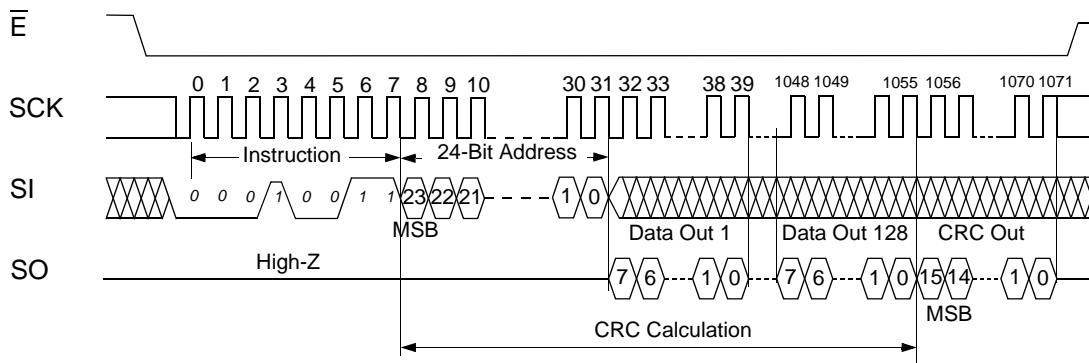 E
SCK
0 1 2 3 4 5 6 7 8 9 10 30 31 32 33 38 39 1048 1049 1055 1056 1070 1071
Instruction 24-Bit Address
SI
0 0 0 1 0 0 1 1 23 22 21 1 0
MSB Data Out 1 Data Out 128 CRC Out
SO
High-Z
7 6 1 0 7 6 1 0 15 14 1 0
MSB
CRC Calculation